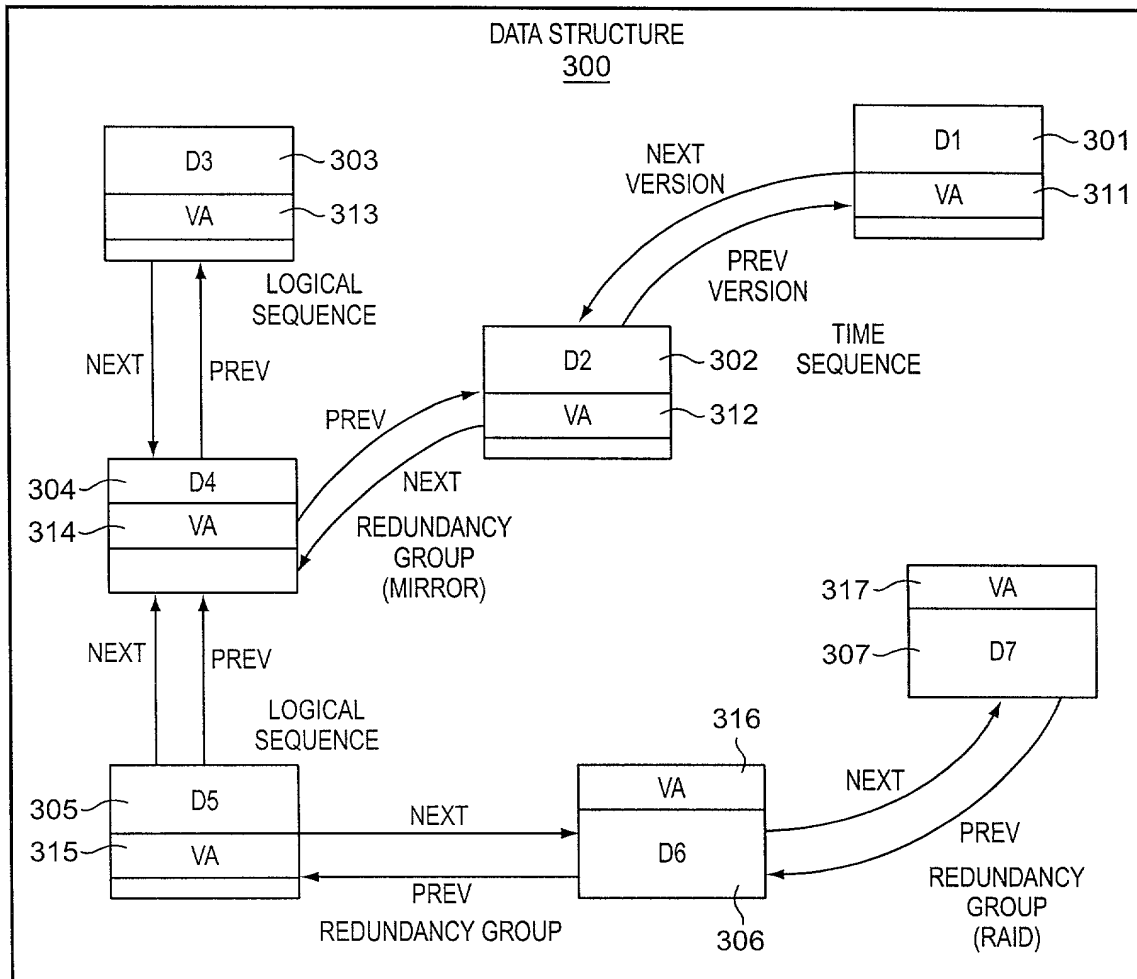 DATA STRUCTURE
300
D3
303
VA
313
D1
301
VA
311
NEXT
VERSION
PREV
VERSION
LOGICAL
SEQUENCE
NEXT
PREV
D2
302
VA
312
TIME
SEQUENCE
PREV
NEXT
304
D4
314
VA
REDUNDANCY
GROUP
(MIRROR)
317
VA
307
D7
NEXT
PREV
LOGICAL
SEQUENCE
305
D5
315
VA
316
VA
D6
306
NEXT
PREV
REDUNDANCY GROUP
NEXT
PREV
REDUNDANCY
GROUP
(RAID)